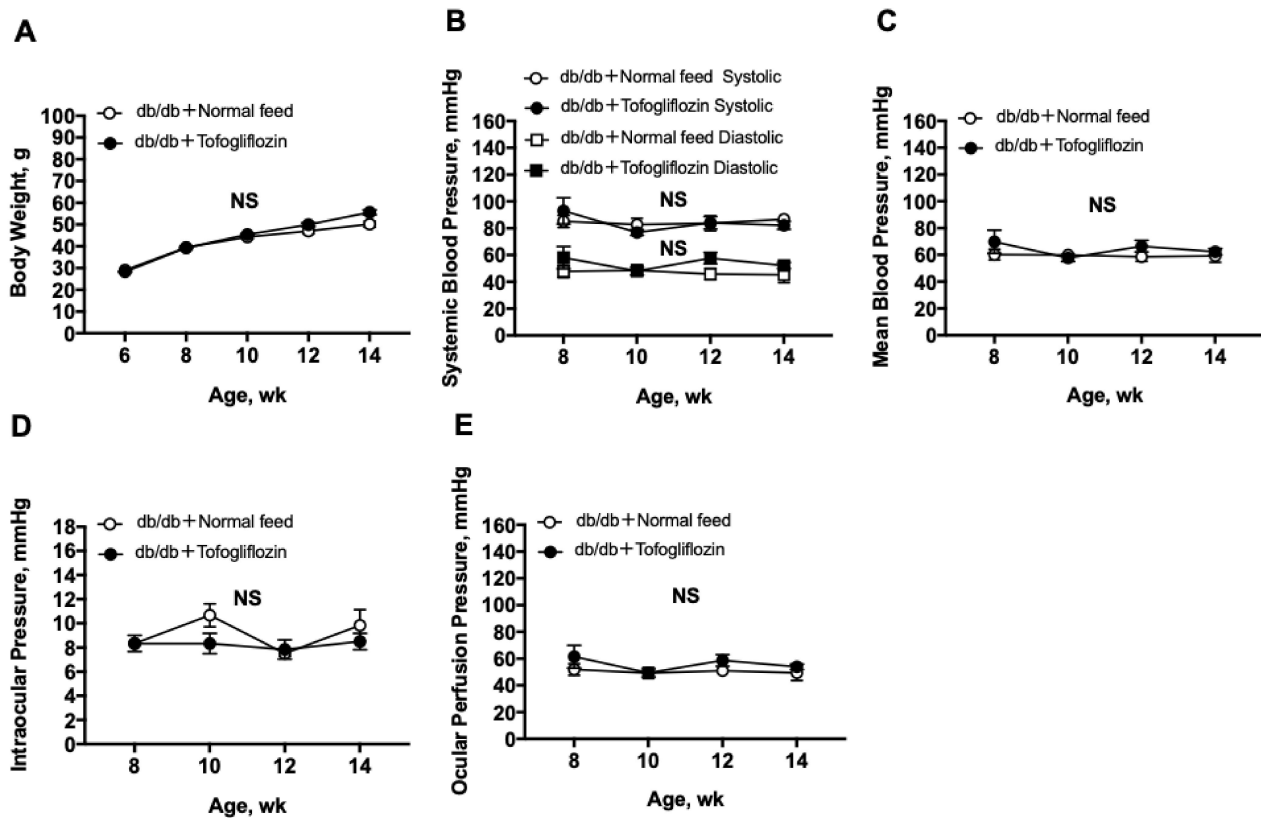 A
db/db+Normal feed
db/db+Tofogliflozin
Body Weight, g
100
90
80
70
60
50
40
30
20
10
0
NS
6 8 10 12 14
Age, wk
B
db/db+Normal feed Systolic
db/db+Tofogliflozin Systolic
db/db+Normal feed Diastolic
db/db+Tofogliflozin Diastolic
Systemic Blood Pressure, mmHg
160
140
120
100
80
60
40
20
0
NS
NS
8 10 12 14
Age, wk
C
db/db+Normal feed
db/db+Tofogliflozin
Mean Blood Pressure, mmHg
160
140
120
100
80
60
40
20
0
NS
8 10 12 14
Age, wk
D
db/db+Normal feed
db/db+Tofogliflozin
Intraocular Pressure, mmHg
18
16
14
12
10
8
6
4
2
0
NS
8 10 12 14
Age, wk
E
db/db+Normal feed
db/db+Tofogliflozin
Ocular Perfusion Pressure, mmHg
160
140
120
100
80
60
40
20
0
NS
8 10 12 14
Age, wk